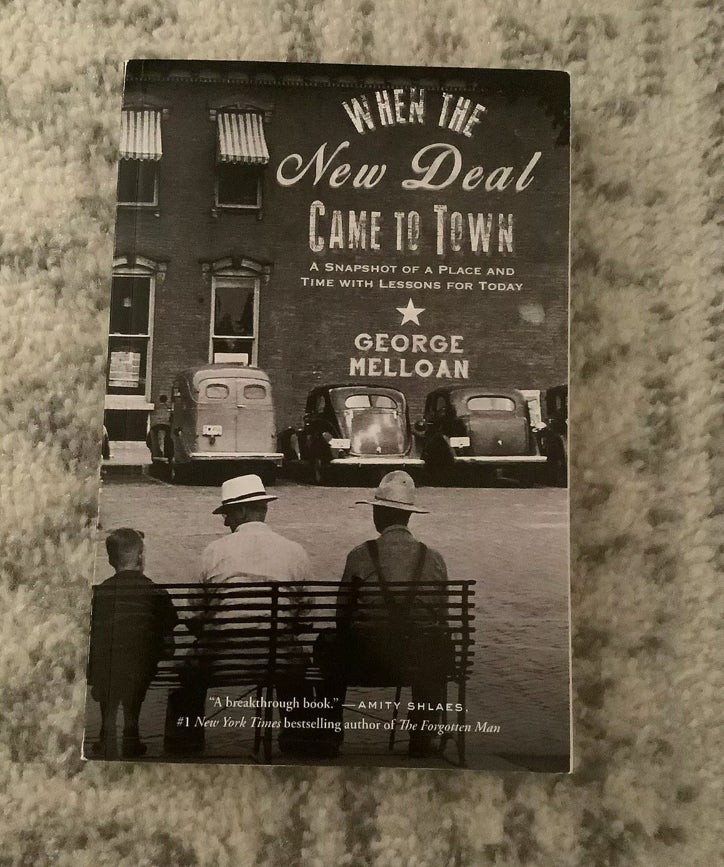 WHEN THE
New Deal
CAME TO TOWN
A SNAPSHOT OF A PLACE AND
TIME WITH LESSONS FOR TODAY
GEORGE
MELLOAN
"A breakthrough book." —AMITY SHLAES,
#1 New York Times bestselling author of The Forgotten Man